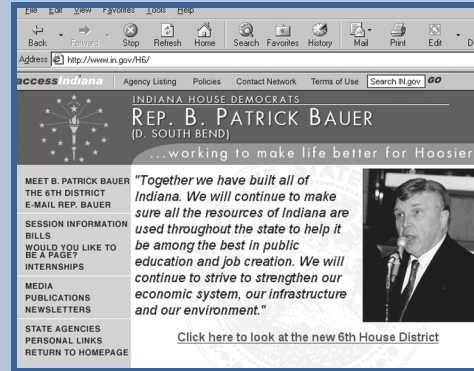 File Edit View Favorites Tools Help
Back Forward Stop Refresh Home Search Favorites History Mail Print Edit
Address http://www.in.gov/H6/
accessIndiana Agency Listing Policies Contact Network Terms of Use Search IN.gov GO
INDIANA HOUSE DEMOCRATS
REP. B. PATRICK BAUER
(D. SOUTH BEND)
...working to make life better for Hoosier
MEET B. PATRICK BAUER
THE 6TH DISTRICT
E-MAIL REP. BAUER
SESSION INFORMATION
BILLS
WOULD YOU LIKE TO
BE A PAGE?
INTERNSHIPS
MEDIA
PUBLICATIONS
NEWSLETTERS
STATE AGENCIES
PERSONAL LINKS
RETURN TO HOMEPAGE
"Together we have built all of
Indiana. We will continue to make
sure all the resources of Indiana are
used throughout the state to help it
be among the best in public
education and job creation. We will
continue to strive to strengthen our
economic system, our infrastructure
and our environment."
Click here to look at the new 6th House District